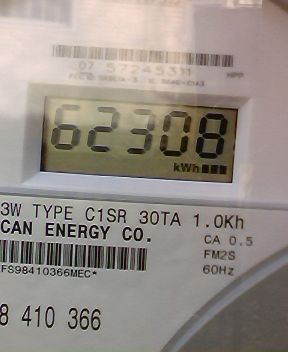 07 57245311 HPP
62308
kWh
3W TYPE C1SR 30TA 1.0Kh
CAN ENERGY CO. CA 0.5
FM2S
FS98410366MEC* 60Hz
8 410 366